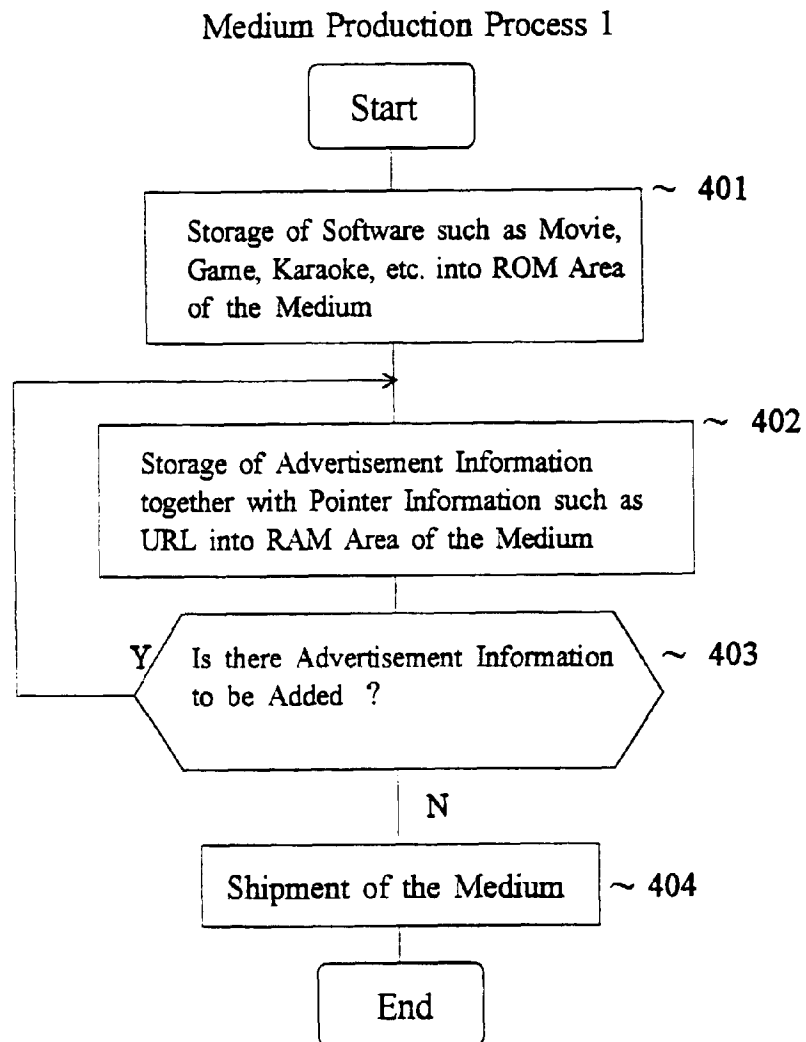 Medium Production Process 1
Start
~ 401
Storage of Software such as Movie,
Game, Karaoke, etc. into ROM Area
of the Medium
~ 402
Storage of Advertisement Information
together with Pointer Information such as
URL into RAM Area of the Medium
Y
Is there Advertisement Information
to be Added ?
~ 403
N
Shipment of the Medium
~ 404
End